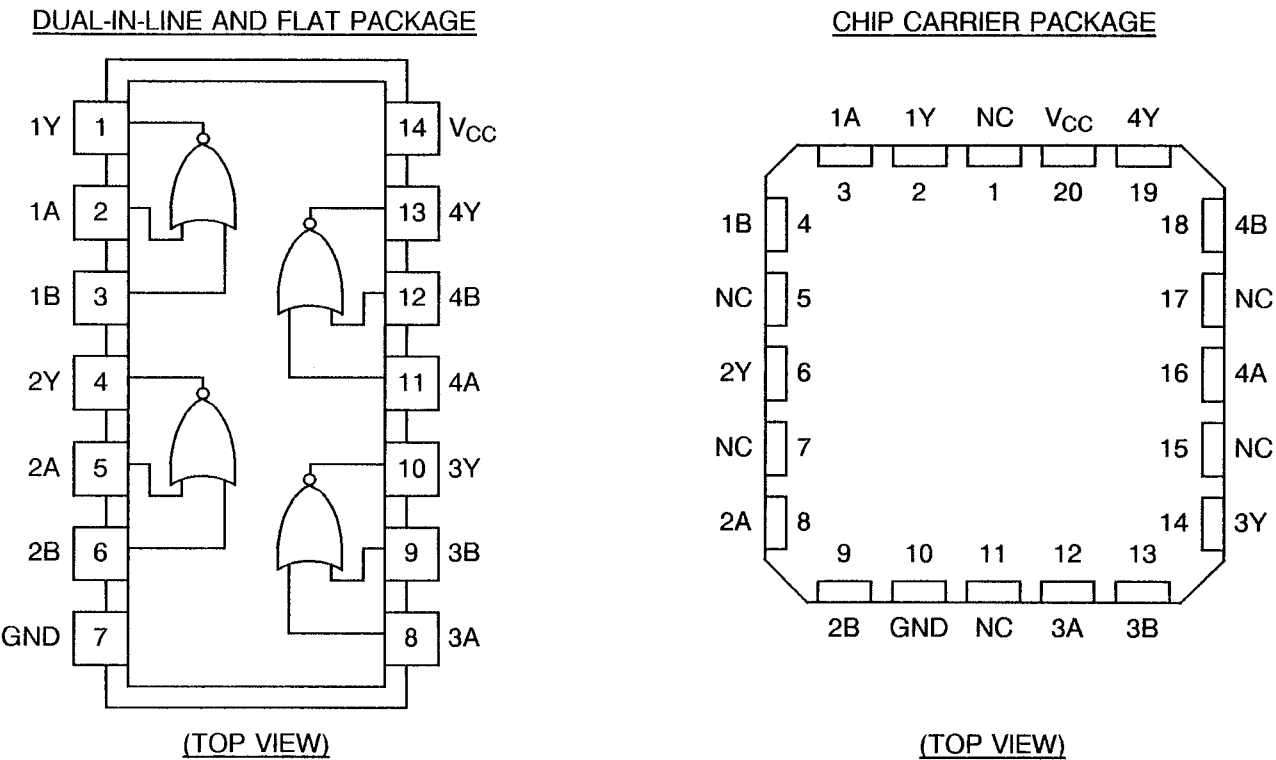 DUAL-IN-LINE AND FLAT PACKAGE
1Y 1 14 VCC
1A 2 13 4Y
1B 3 12 4B
2Y 4 11 4A
2A 5 10 3Y
2B 6 9 3B
GND 7 8 3A
(TOP VIEW)
CHIP CARRIER PACKAGE
1A 1Y NC VCC 4Y
3 2 1 20 19
1B 4 18 4B
NC 5 17 NC
2Y 6 16 4A
NC 7 15 NC
2A 8 14 3Y
9 10 11 12 13
2B GND NC 3A 3B
(TOP VIEW)